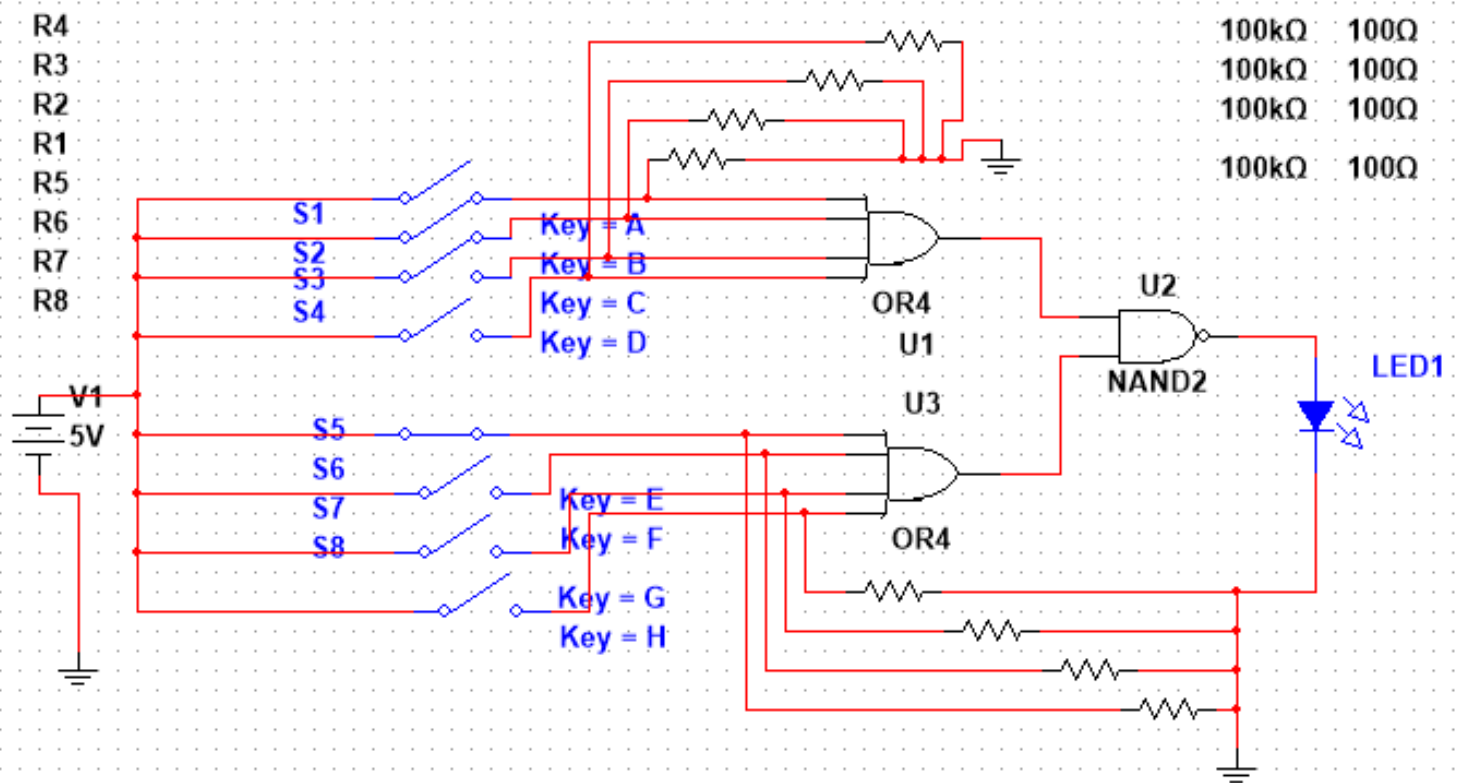 R4
100kΩ 100Ω
R3
100kΩ 100Ω
R2
100kΩ 100Ω
R1
100kΩ 100Ω
R5
S1
Key = A
R6
S2
Key = B
R7
S3
R8
S4
Key = C
OR4
U2
Key = D
U1
LED1
NAND2
V1
U3
5V
S5
S6
Key = E
S7
Key = F
OR4
S8
Key = G
Key = H